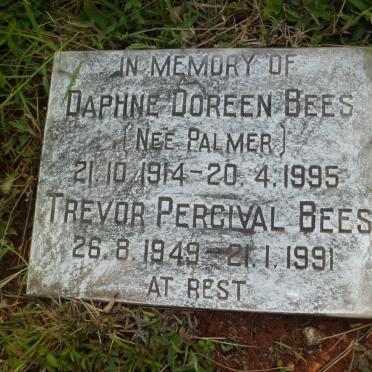 IN MEMORY OF
DAPHNE DOREEN BEES
(NÉE PALMER)
21.10.1914-20.4.1995
TREVOR PERCIVAL BEES
26.8.1949-21.1.1991
AT REST